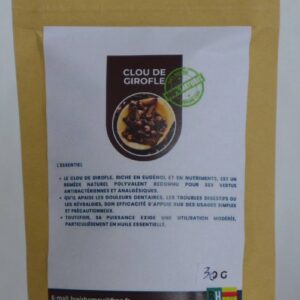 CLOU DE
GIROFLE
L'ESSENTIEL
LE CLOU DE GIROFLE, RICHE EN EUGÉNOL ET EN NUTRIMENTS, EST UN
REMÈDE NATUREL POLYVALENT RECONNU POUR SES VERTUS
ANTIBACTÉRIENNES ET ANALGÉSIQUES.
QU'IL APAISE LES DOULEURS DENTAIRES, LES TROUBLES DIGESTIFS OU
LES NÉVRALGIES, SON EFFICACITÉ S'APPUIE SUR DES USAGES SIMPLES
ET PRÉCAUTIONNEUX.
TOUTEFOIS, SA PUISSANCE EXIGE UNE UTILISATION MODÉRÉE,
PARTICULIÈREMENT EN HUILE ESSENTIELLE.
30 G
H